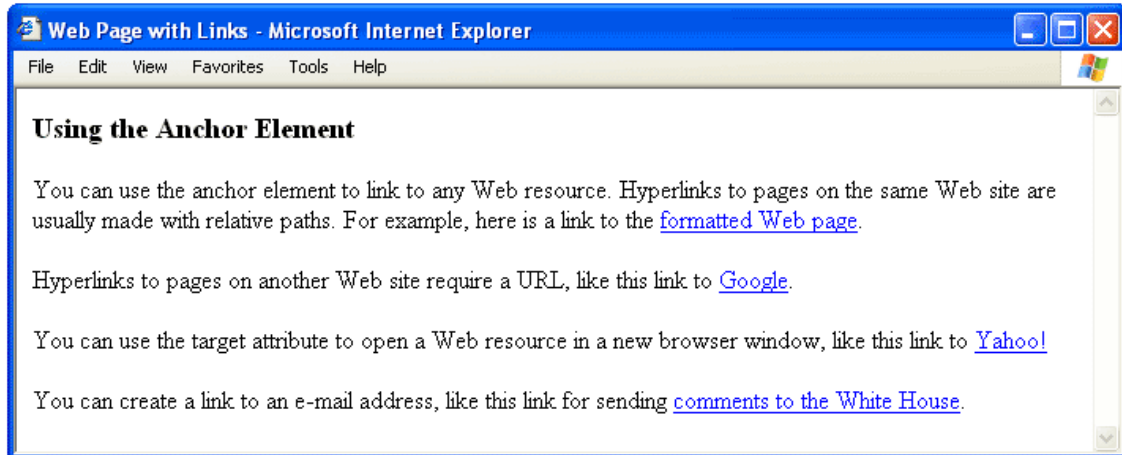 Web Page with Links - Microsoft Internet Explorer
File Edit View Favorites Tools Help
Using the Anchor Element
You can use the anchor element to link to any Web resource. Hyperlinks to pages on the same Web site are
usually made with relative paths. For example, here is a link to the formatted Web page.
Hyperlinks to pages on another Web site require a URL, like this link to Google.
You can use the target attribute to open a Web resource in a new browser window, like this link to Yahoo!
You can create a link to an e-mail address, like this link for sending comments to the White House.